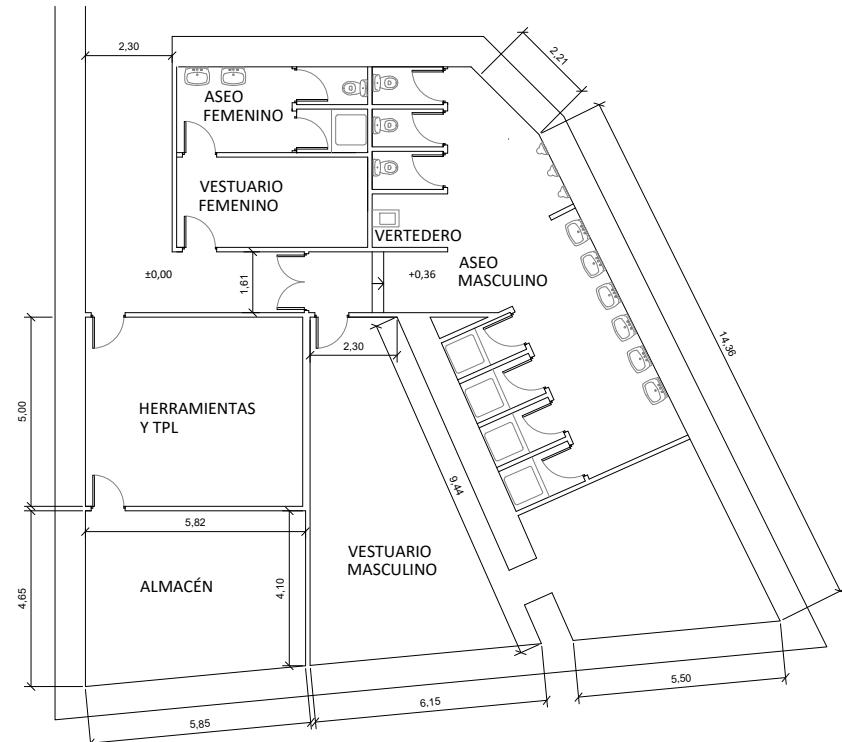 2,30
2,21
ASEO
FEMENINO
VESTUARIO
FEMENINO
VERTEDERO
ASEO
MASCULINO
±0,00
1,61
+0,36
14,36
2,30
5,00
HERRAMIENTAS
Y TPL
9,44
5,82
VESTUARIO
MASCULINO
4,65
ALMACÉN
4,10
5,85
6,15
5,50